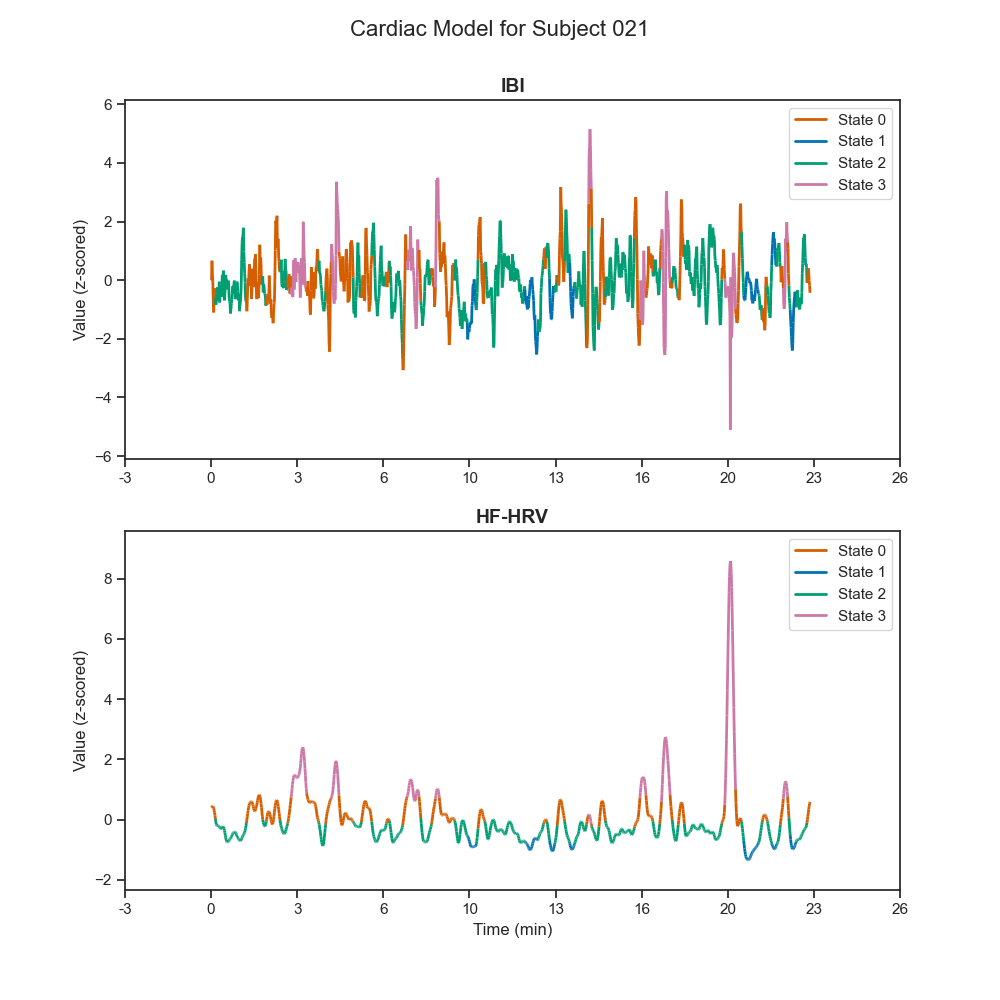 Cardiac Model for Subject 021
IBI
Value (z-scored)
6
4
2
0
−2
−4
−6
State 0
State 1
State 2
State 3
-3 0 3 6 10 13 16 20 23 26
HF-HRV
Value (z-scored)
8
6
4
2
0
−2
State 0
State 1
State 2
State 3
-3 0 3 6 10 13 16 20 23 26
Time (min)